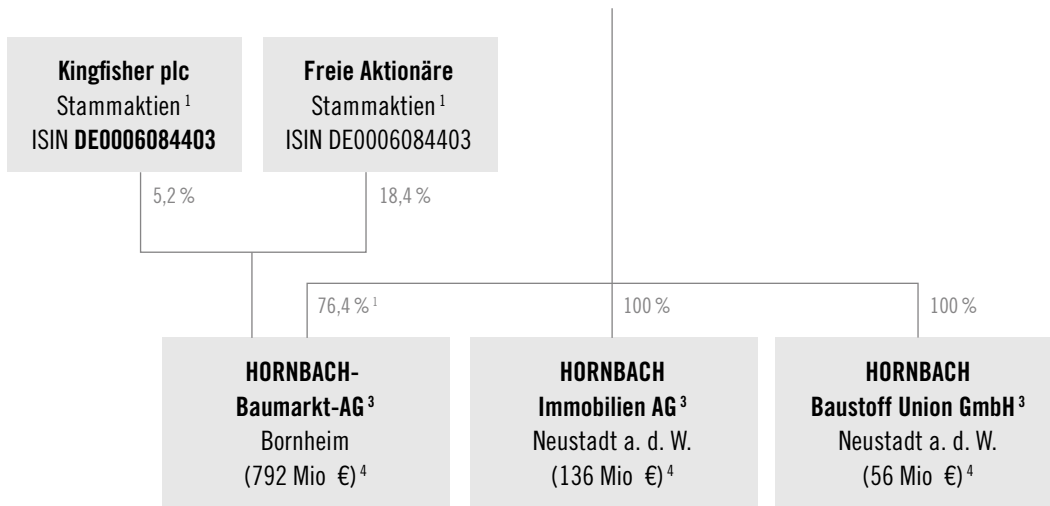 Kingfisher plc
Stammaktien 1
ISIN DE0006084403
Freie Aktionäre
Stammaktien 1
ISIN DE0006084403
5,2 %
18,4 %
76,4 % 1
100 %
100 %
HORNBACH-
Baumarkt-AG 3
Bornheim
(792 Mio €) 4
HORNBACH
Immobilien AG 3
Neustadt a. d. W.
(136 Mio €) 4
HORNBACH
Baustoff Union GmbH 3
Neustadt a. d. W.
(56 Mio €) 4